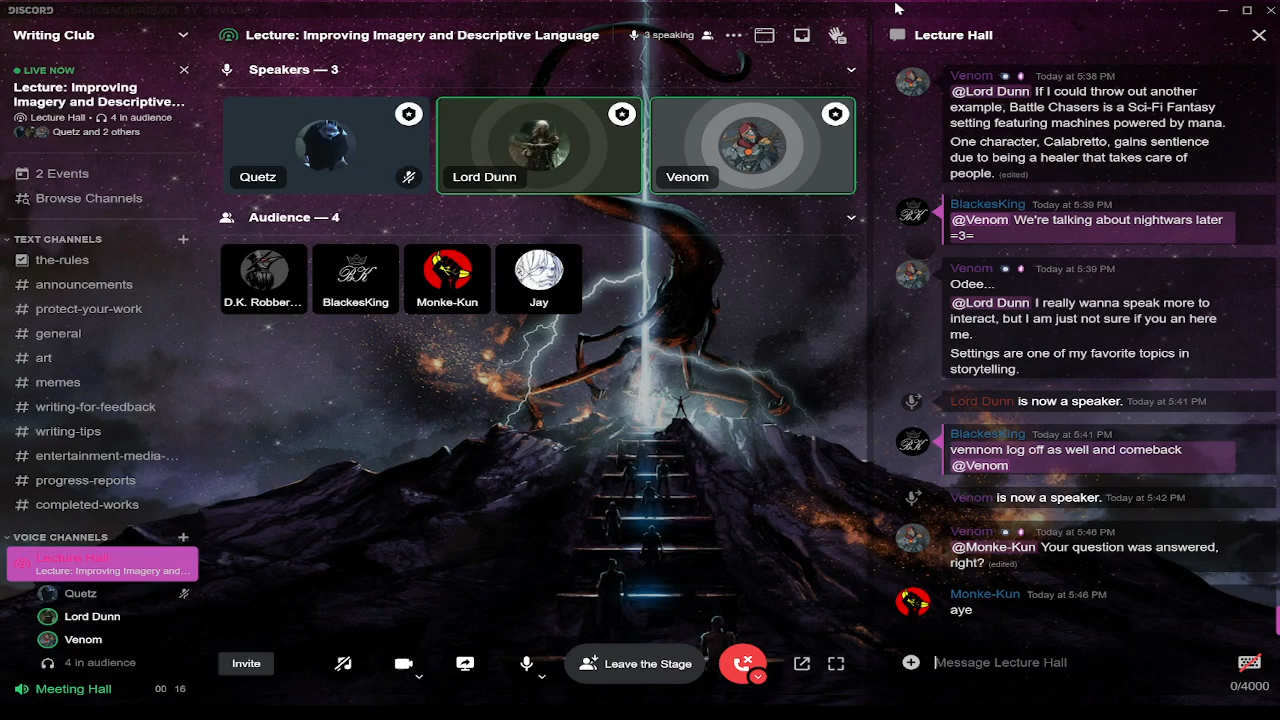 DISCORD
Writing Club
LIVE NOW
Lecture: Improving
Imagery and Descriptive...
Lecture Hall • 4 in audience
Quetz and 2 others
2 Events
Browse Channels
TEXT CHANNELS
the-rules
announcements
protect-your-work
general
art
memes
writing-for-feedback
writing-tips
entertainment-media-...
progress-reports
completed-works
VOICE CHANNELS
Lecture Hall
Lecture: Improving Imagery and...
Quetz
Lord Dunn
Venom
4 in audience
Meeting Hall 00 16
Lecture: Improving Imagery and Descriptive Language
3 speaking
Speakers — 3
Quetz
Lord Dunn
Venom
Audience — 4
D.K. Robber...
BK
BlackesKing
Monke-Kun
Jay
Invite
Leave the Stage
Lecture Hall
Venom Today at 5:38 PM
@Lord Dunn If I could throw out another
example, Battle Chasers is a Sci-Fi Fantasy
setting featuring machines powered by mana.
One character, Calabretto, gains sentience
due to being a healer that takes care of
people. (edited)
BlackesKing Today at 5:39 PM
@Venom We're talking about nightwars later
=3=
Venom Today at 5:39 PM
Odee...
@Lord Dunn I really wanna speak more to
interact, but I am just not sure if you an here
me.
Settings are one of my favorite topics in
storytelling.
Lord Dunn is now a speaker. Today at 5:41 PM
BlackesKing Today at 5:41 PM
vemnom log off as well and comeback
@Venom
Venom is now a speaker. Today at 5:42 PM
Venom Today at 5:46 PM
@Monke-Kun Your question was answered,
right? (edited)
Monke-Kun Today at 5:46 PM
aye
Message Lecture Hall
0/4000